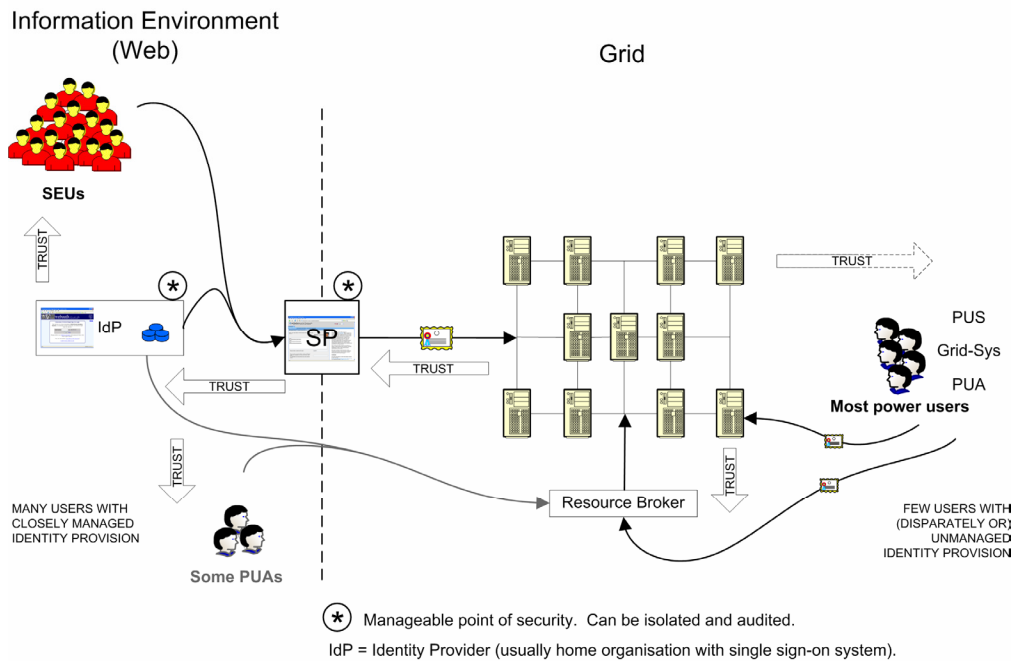 Information Environment
(Web)
Grid
SEUs
TRUST
IdP
*
SP
*
TRUST
TRUST
TRUST
PUS
Grid-Sys
PUA
Most power users
TRUST
TRUST
Resource Broker
MANY USERS WITH
CLOSELY MANAGED
IDENTITY PROVISION
Some PUAs
FEW USERS WITH
(DISPARATELY OR)
UNMANAGED
IDENTITY PROVISION
* Manageable point of security. Can be isolated and audited.
IdP = Identity Provider (usually home organisation with single sign-on system).